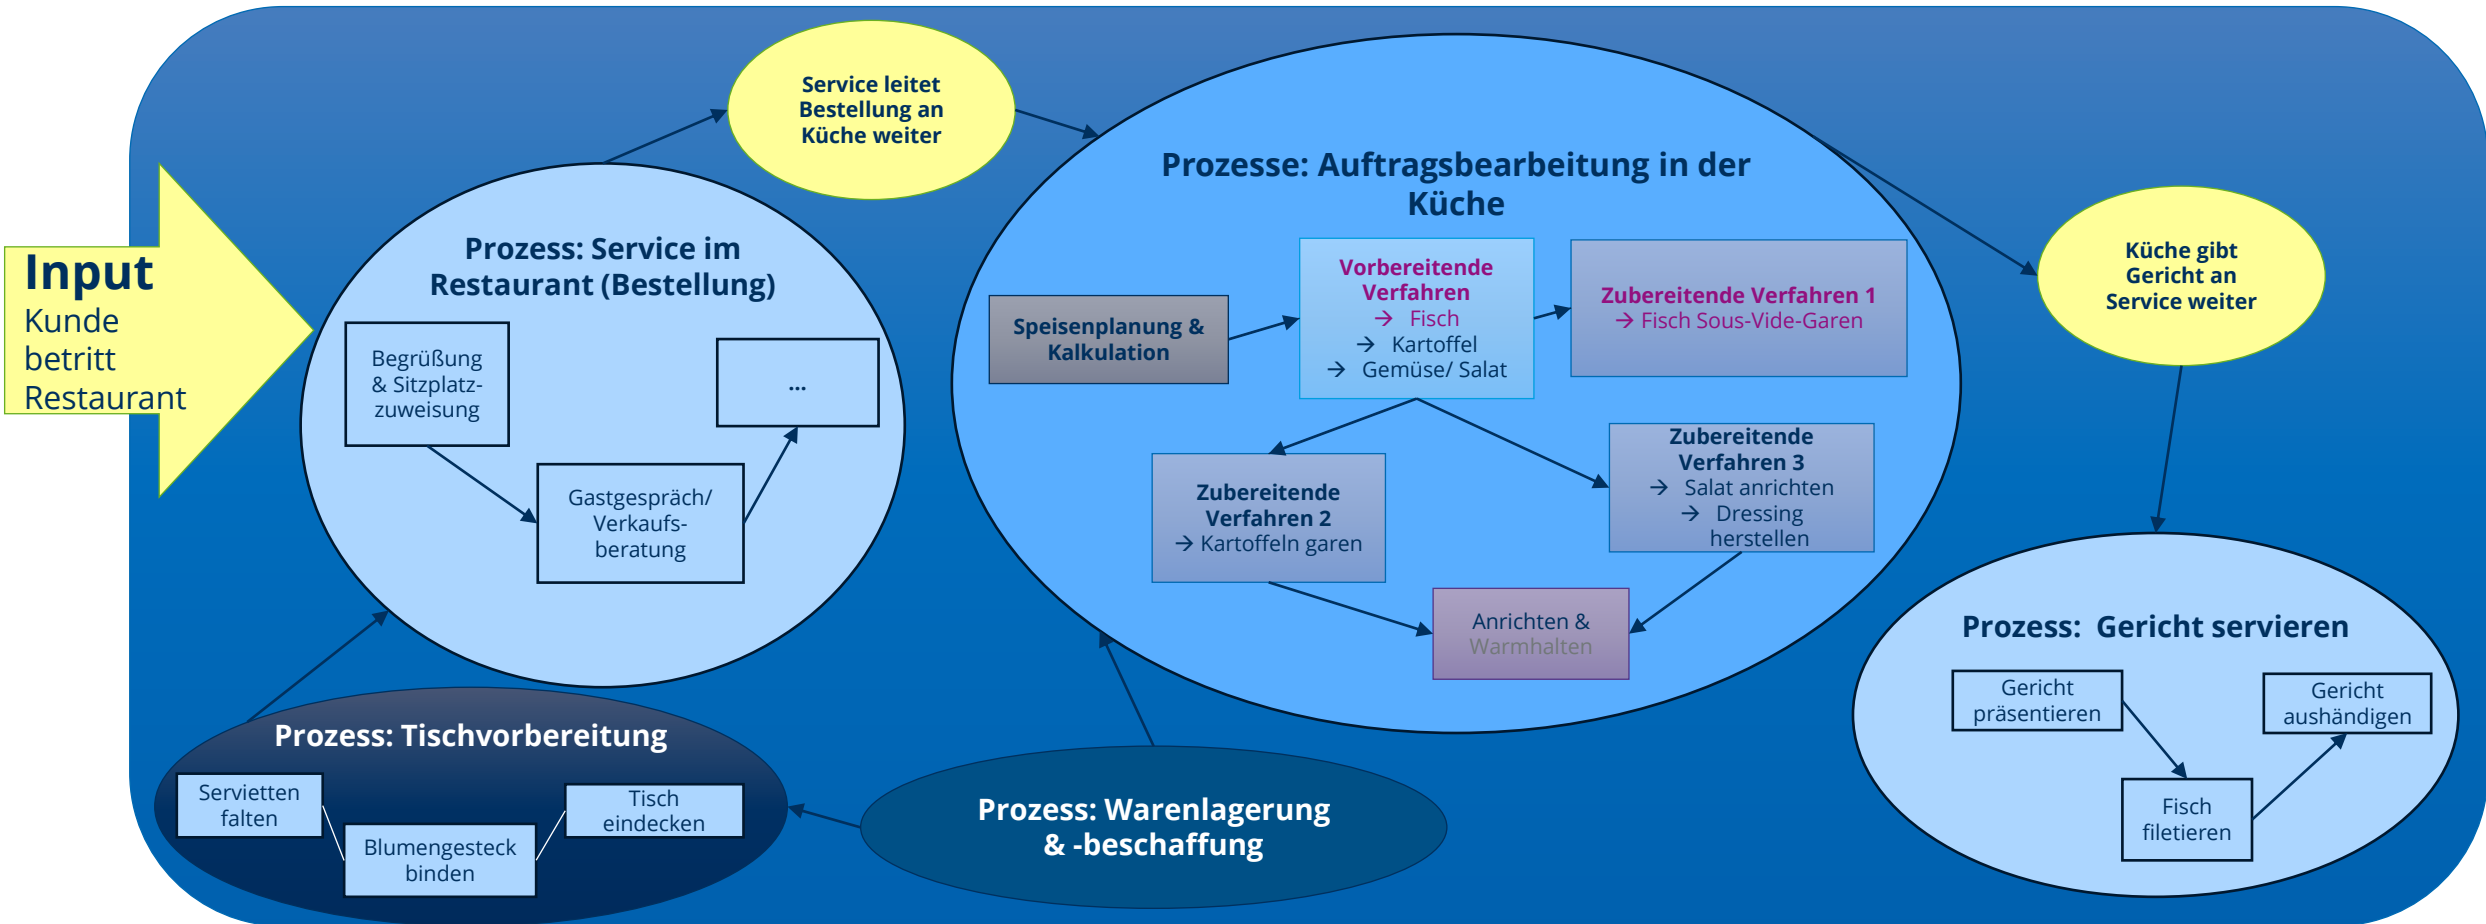 Input
Kunde
betritt
Restaurant
Prozess: Service im
Restaurant (Bestellung)
Begrüßung
& Sitzplatz-
zuweisung
Gastgespräch/
Verkaufs-
beratung
...
Service leitet
Bestellung an
Küche weiter
Prozesse: Auftragsbearbeitung in der
Küche
Speisenplanung &
Kalkulation
Vorbereitende
Verfahren
→ Fisch
→ Kartoffel
→ Gemüse/ Salat
Zubereitende Verfahren 1
→ Fisch Sous-Vide-Garen
Zubereitende
Verfahren 2
→ Kartoffeln garen
Zubereitende
Verfahren 3
→ Salat anrichten
→ Dressing
herstellen
Anrichten &
Warmhalten
Küche gibt
Gericht an
Service weiter
Prozess: Gericht servieren
Gericht
präsentieren
Fisch
filetieren
Gericht
aushändigen
Prozess: Tischvorbereitung
Servietten
falten
Blumengesteck
binden
Tisch
eindecken
Prozess: Warenlagerung
& -beschaffung